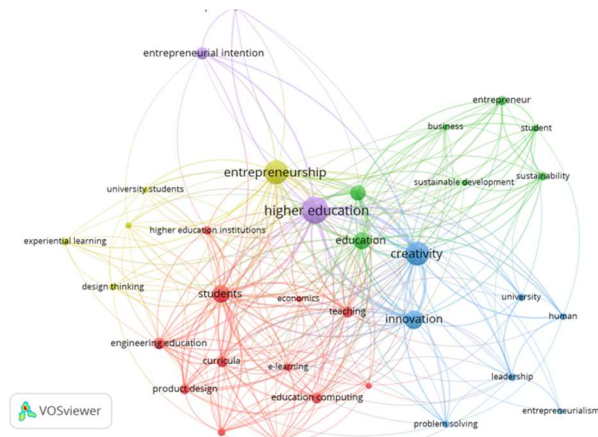 entrepreneurial intention
entrepreneur
business
student
entrepreneurship
sustainability
sustainable development
university students
higher education
higher education institutions
education
experiential learning
creativity
design thinking
students
economics
university
teaching
innovation
human
engineering education
curricula
e-learning
leadership
product design
education computing
entrepreneurialism
problem solving
VOSviewer